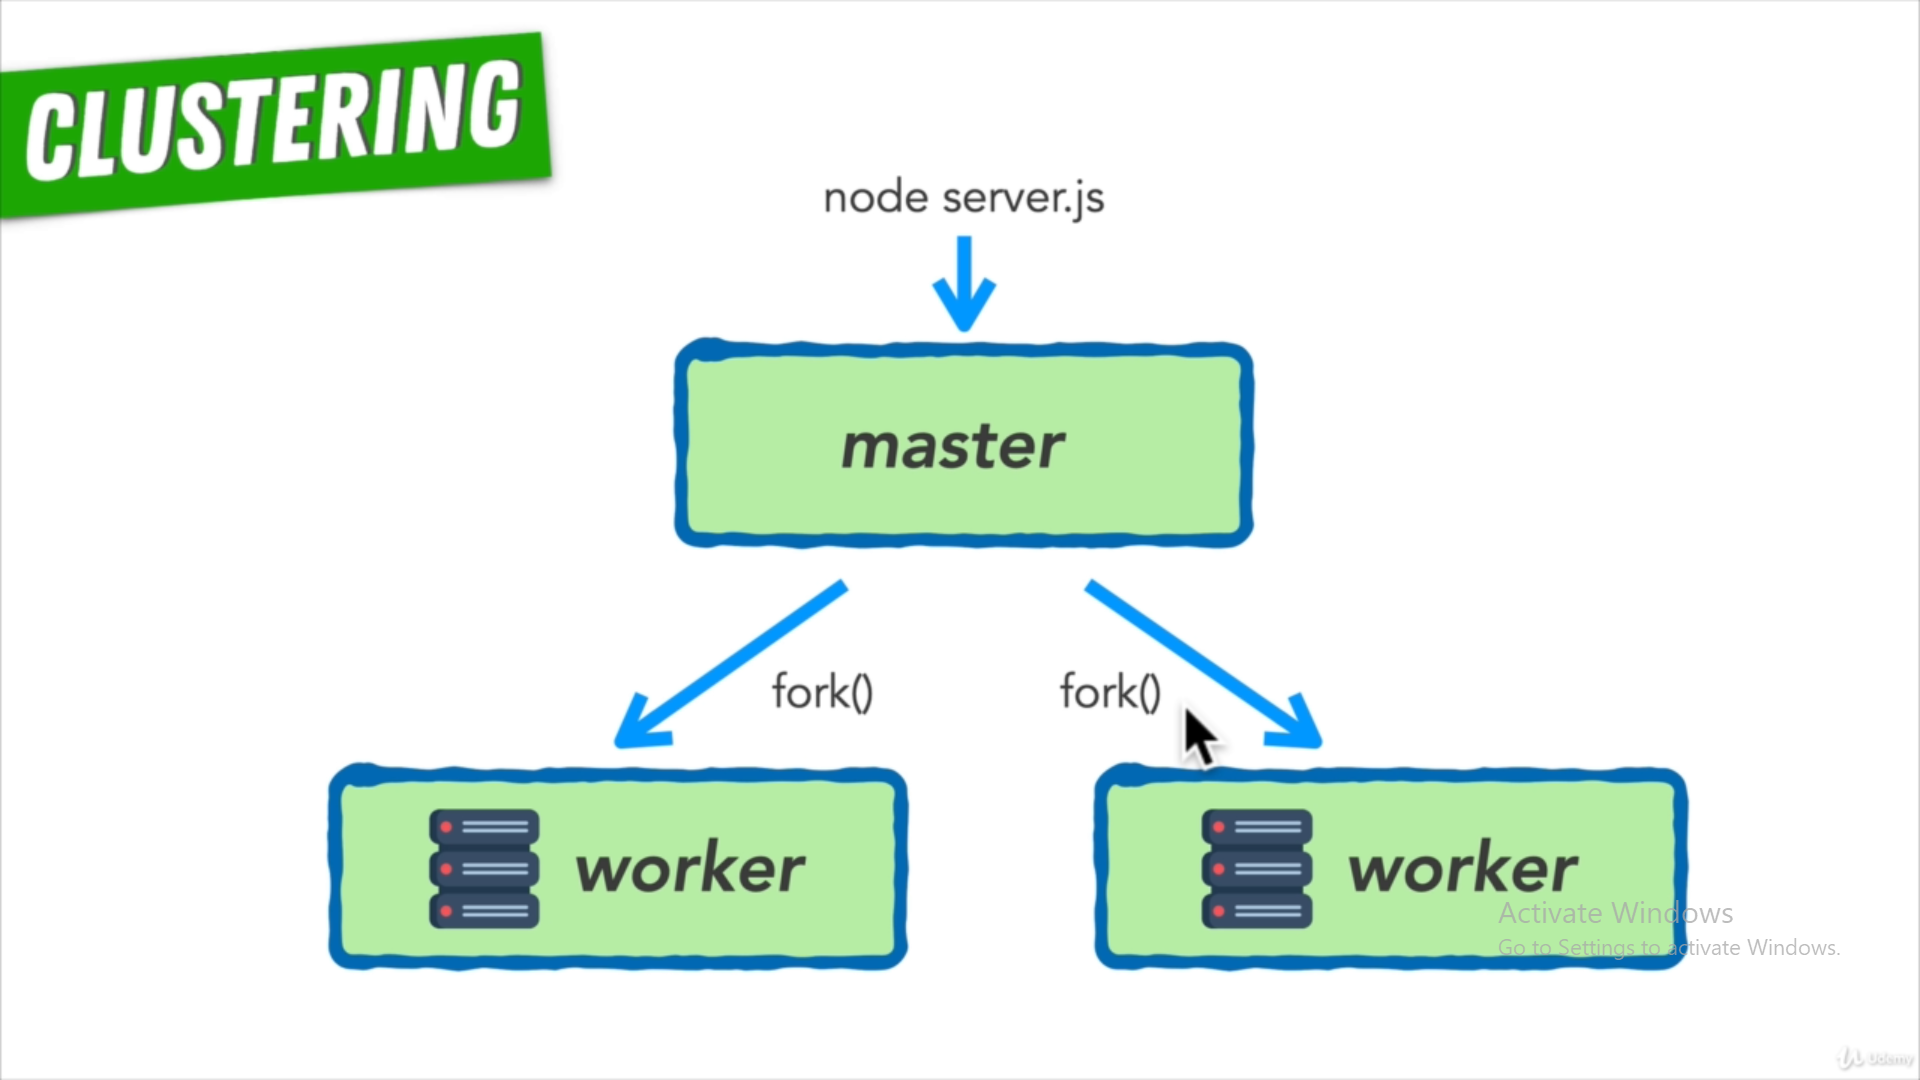 CLUSTERING
node server.js
master
fork()
fork()
worker
worker
Activate Windows
Go to Settings to activate Windows.
Udemy